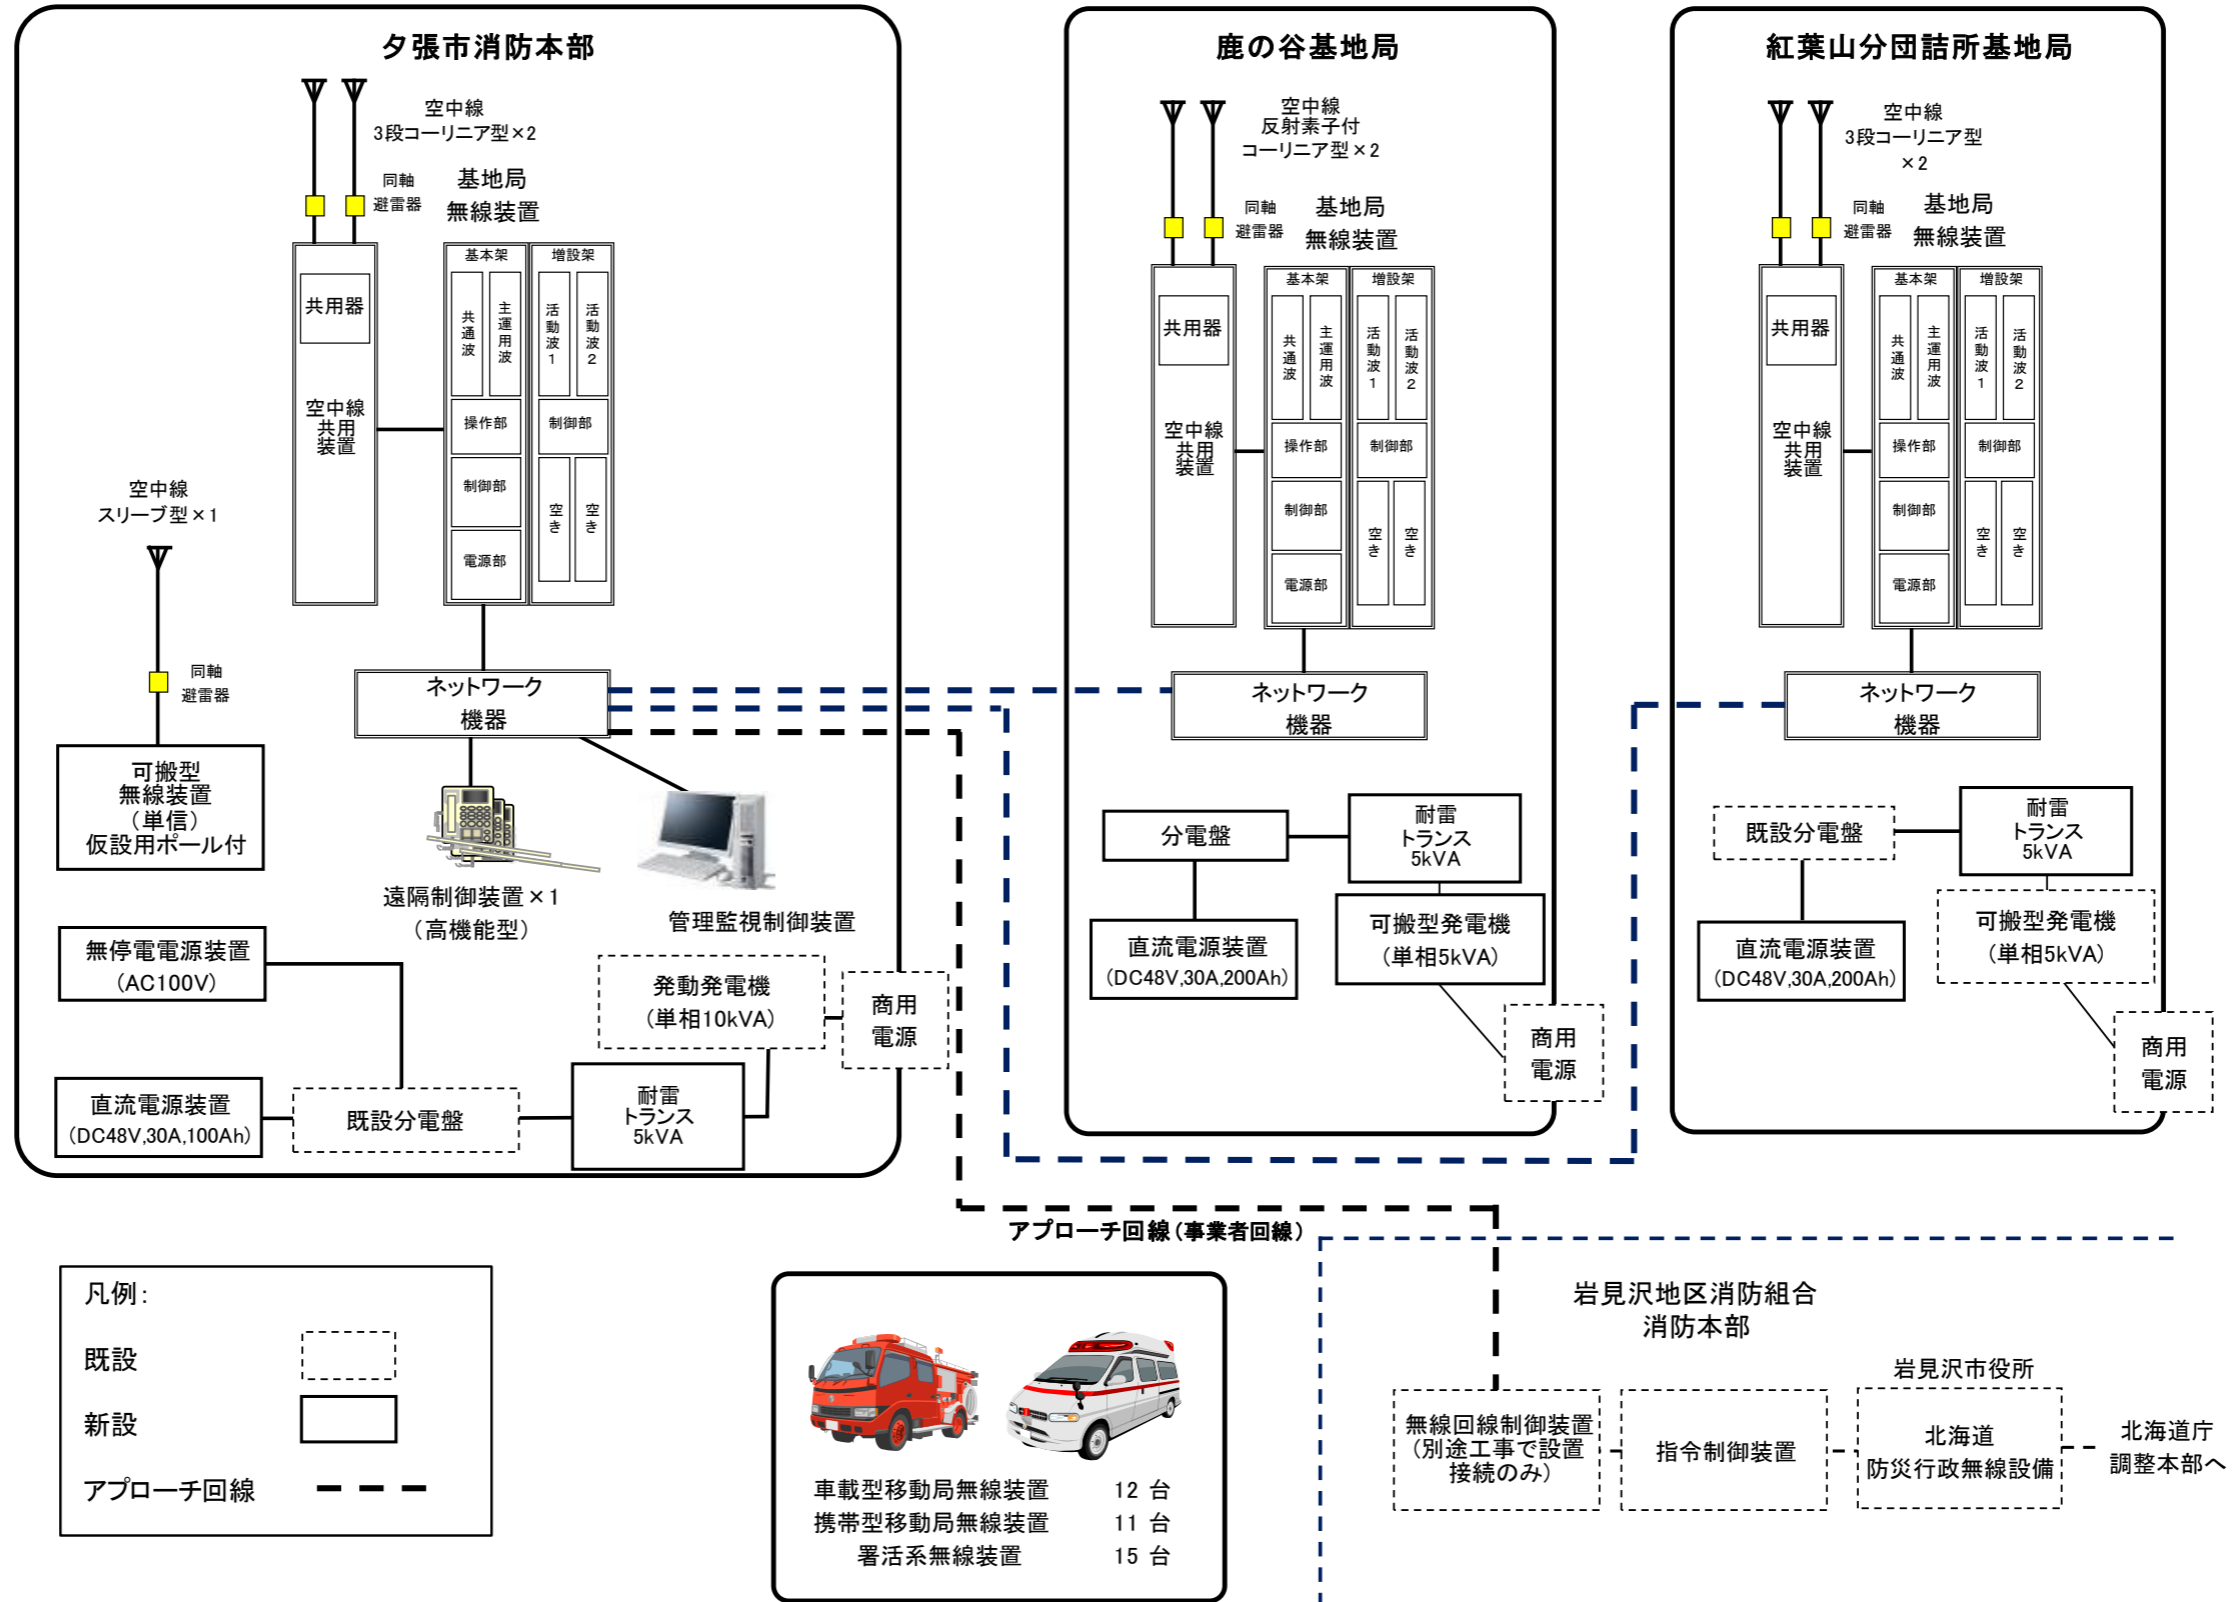 夕張市消防本部
空中線
3段コーリニア型×2
同軸
避雷器
基地局
無線装置
共用器
空中線
共用
装置
基本架
増設架
共通波
主運用波
活動波1
活動波2
操作部
制御部
制御部
空き
空き
電源部
空中線
スリーブ型×1
同軸
避雷器
可搬型
無線装置
(単信)
仮設用ポール付
ネットワーク
機器
遠隔制御装置×1
(高機能型)
管理監視制御装置
無停電電源装置
(AC100V)
発動発電機
(単相10kVA)
商用
電源
直流電源装置
(DC48V,30A,100Ah)
既設分電盤
耐雷
トランス
5kVA
鹿の谷基地局
空中線
反射素子付
コーリニア型×2
同軸
避雷器
基地局
無線装置
共用器
空中線
共用
装置
基本架
増設架
共通波
主運用波
活動波1
活動波2
操作部
制御部
制御部
空き
空き
電源部
ネットワーク
機器
分電盤
耐雷
トランス
5kVA
直流電源装置
(DC48V,30A,200Ah)
可搬型発電機
(単相5kVA)
商用
電源
紅葉山分団詰所基地局
空中線
3段コーリニア型
×2
同軸
避雷器
基地局
無線装置
共用器
空中線
共用
装置
基本架
増設架
共通波
主運用波
活動波1
活動波2
操作部
制御部
制御部
空き
空き
電源部
ネットワーク
機器
既設分電盤
耐雷
トランス
5kVA
直流電源装置
(DC48V,30A,200Ah)
可搬型発電機
(単相5kVA)
商用
電源
アプローチ回線(事業者回線)
凡例:
既設
新設
アプローチ回線
車載型移動局無線装置 12 台
携帯型移動局無線装置 11 台
署活系無線装置 15 台
岩見沢地区消防組合
消防本部
岩見沢市役所
無線回線制御装置
(別途工事で設置
接続のみ)
指令制御装置
北海道
防災行政無線設備
北海道庁
調整本部へ